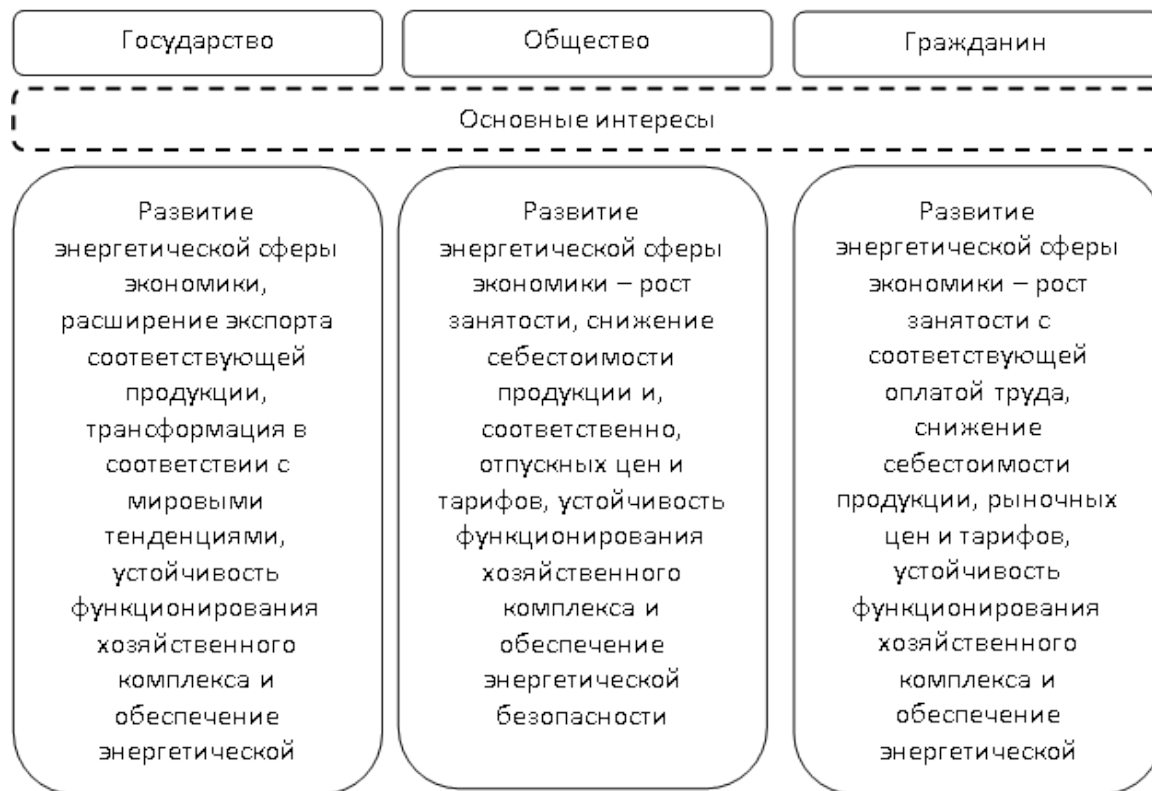 Государство
Общество
Гражданин
Основные интересы
Развитие
энергетической сферы
экономики,
расширение экспорта
соответствующей
продукции,
трансформация в
соответствии с
мировыми
тенденциями,
устойчивость
функционирования
хозяйственного
комплекса и
обеспечение
энергетической
Развитие
энергетической сферы
экономики – рост
занятости, снижение
себестоимости
продукции и,
соответственно,
отпускных цен и
тарифов, устойчивость
функционирования
хозяйственного
комплекса и
обеспечение
энергетической
безопасности
Развитие
энергетической сферы
экономики – рост
занятости с
соответствующей
оплатой труда,
снижение
себестоимости
продукции, рыночных
цен и тарифов,
устойчивость
функционирования
хозяйственного
комплекса и
обеспечение
энергетической